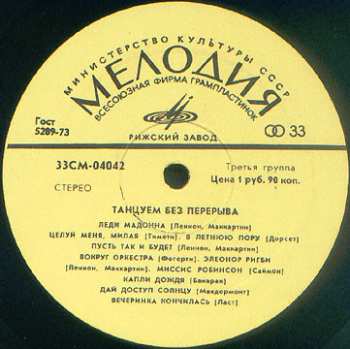 МИНИСТЕРСТВО КУЛЬТУРЫ СССР
МЕЛОДИЯ
ВСЕСОЮЗНАЯ ФИРМА ГРАМПЛАСТИНОК
Гост
5289-73
РИЖСКИЙ ЗАВОД
33
33СМ-04042
Третья группа
СТЕРЕО
Цена 1 руб. 90 коп.
ТАНЦУЕМ БЕЗ ПЕРЕРЫВА
ЛЕДИ МАДОННА (Леннон, Маккартни)
ЦЕЛУЙ МЕНЯ, МИЛАЯ (Тимоти). В ЛЕТНЮЮ ПОРУ (Дорсет)
ПУСТЬ ТАК И БУДЕТ (Леннон, Маккартни)
ВОКРУГ ОРКЕСТРА (Фогерти). ЭЛЕОНОР РИГБИ
(Леннон, Маккартни). МИССИС РОБИНСОН (Саймон)
КАПЛИ ДОЖДЯ (Бакарак)
ДАЙ ДОСТУП СОЛНЦУ (Макдермонт)
ВЕЧЕРИНКА КОНЧИЛАСЬ (Ласт)